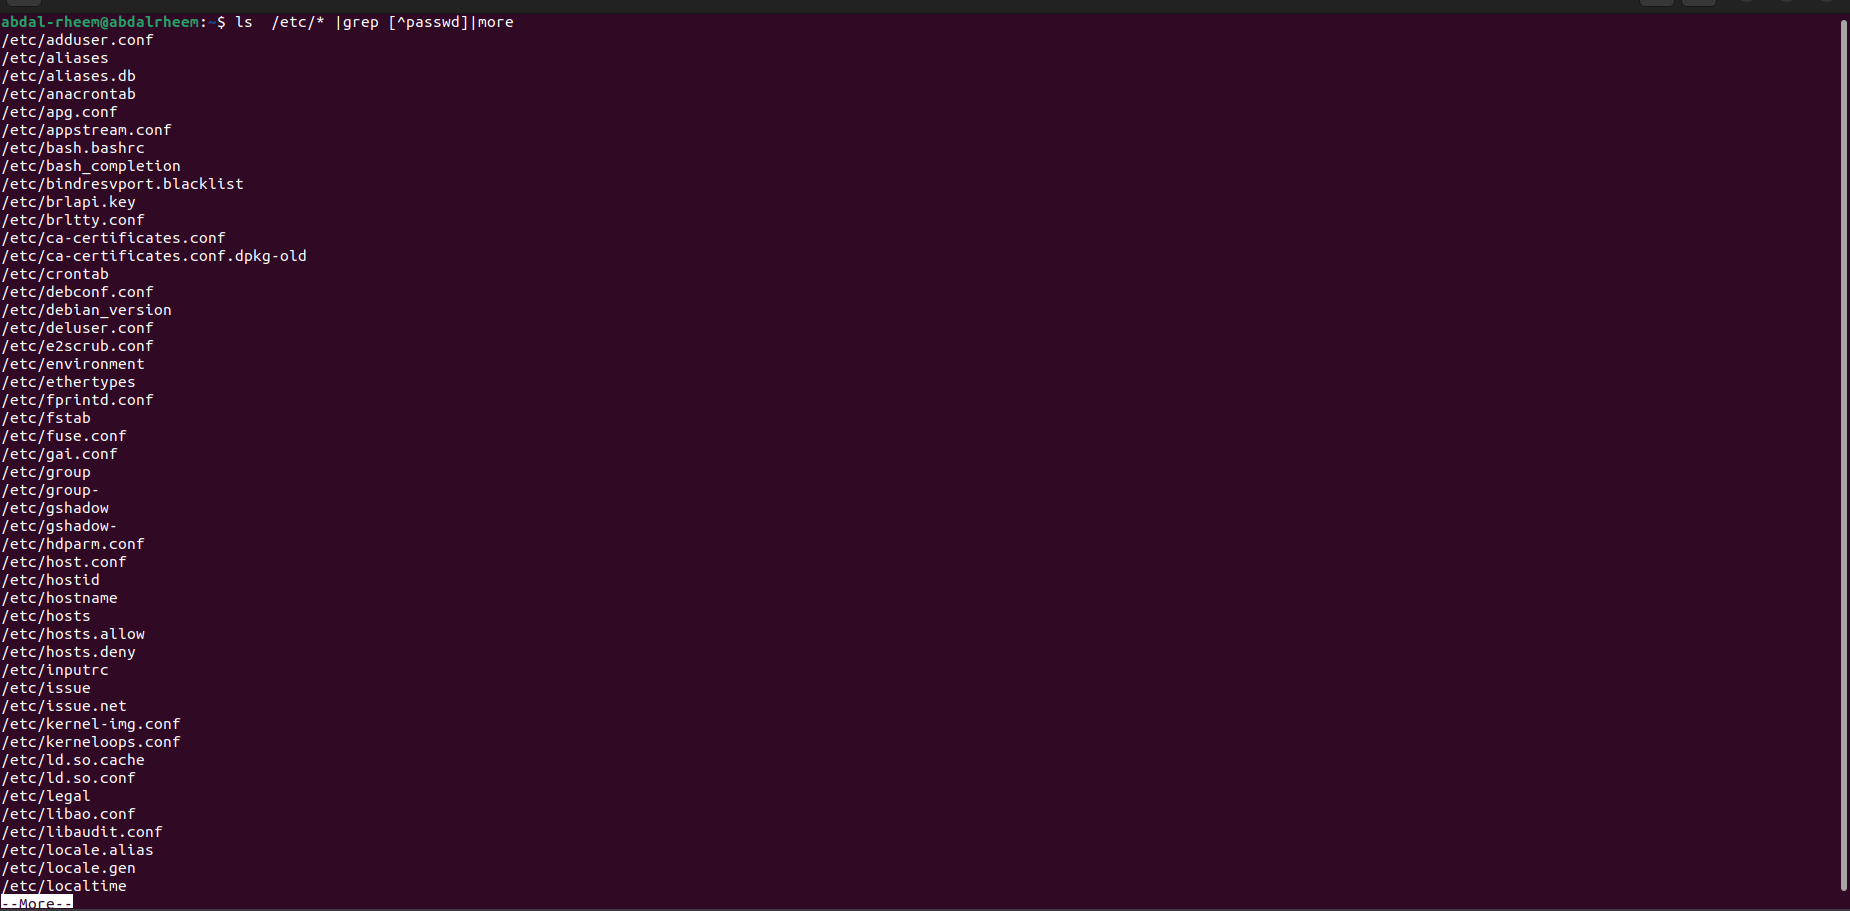 abdal-rheem@abdalrheem:~$ ls  /etc/* |grep [^passwd]|more
/etc/adduser.conf
/etc/aliases
/etc/aliases.db
/etc/anacrontab
/etc/apg.conf
/etc/appstream.conf
/etc/bash.bashrc
/etc/bash_completion
/etc/bindresvport.blacklist
/etc/brlapi.key
/etc/brltty.conf
/etc/ca-certificates.conf
/etc/ca-certificates.conf.dpkg-old
/etc/crontab
/etc/debconf.conf
/etc/debian_version
/etc/deluser.conf
/etc/e2scrub.conf
/etc/environment
/etc/ethertypes
/etc/fprintd.conf
/etc/fstab
/etc/fuse.conf
/etc/gai.conf
/etc/group
/etc/group-
/etc/gshadow
/etc/gshadow-
/etc/hdparm.conf
/etc/host.conf
/etc/hostid
/etc/hostname
/etc/hosts
/etc/hosts.allow
/etc/hosts.deny
/etc/inputrc
/etc/issue
/etc/issue.net
/etc/kernel-img.conf
/etc/kerneloops.conf
/etc/ld.so.cache
/etc/ld.so.conf
/etc/legal
/etc/libao.conf
/etc/libaudit.conf
/etc/locale.alias
/etc/locale.gen
/etc/localtime
--More--